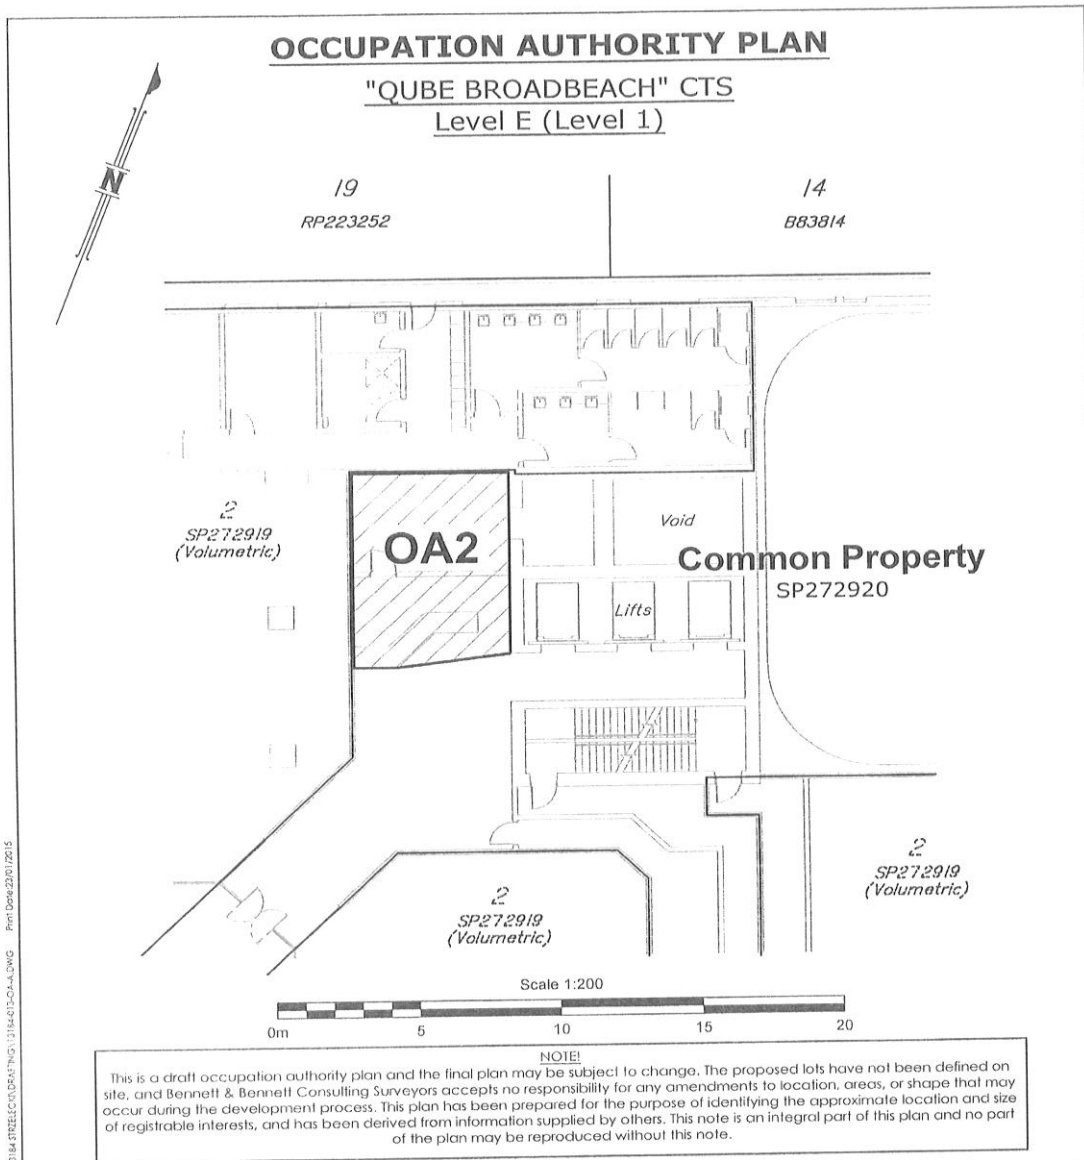 OCCUPATION AUTHORITY PLAN
"QUBE BROADBEACH" CTS
Level E (Level 1)
N
19
RP223252
14
B83814
2
SP272919
(Volumetric)
OA2
Void
Common Property
SP272920
Lifts
2
SP272919
(Volumetric)
2
SP272919
(Volumetric)
Scale 1:200
0m 5 10 15 20
NOTE!
This is a draft occupation authority plan and the final plan may be subject to change. The proposed lots have not been defined on
site, and Bennett & Bennett Consulting Surveyors accepts no responsibility for any amendments to location, areas, or shape that may
occur during the development process. This plan has been prepared for the purpose of identifying the approximate location and size
of registrable interests, and has been derived from information supplied by others. This note is an integral part of this plan and no part
of the plan may be reproduced without this note.
Print Date:23/01/2015